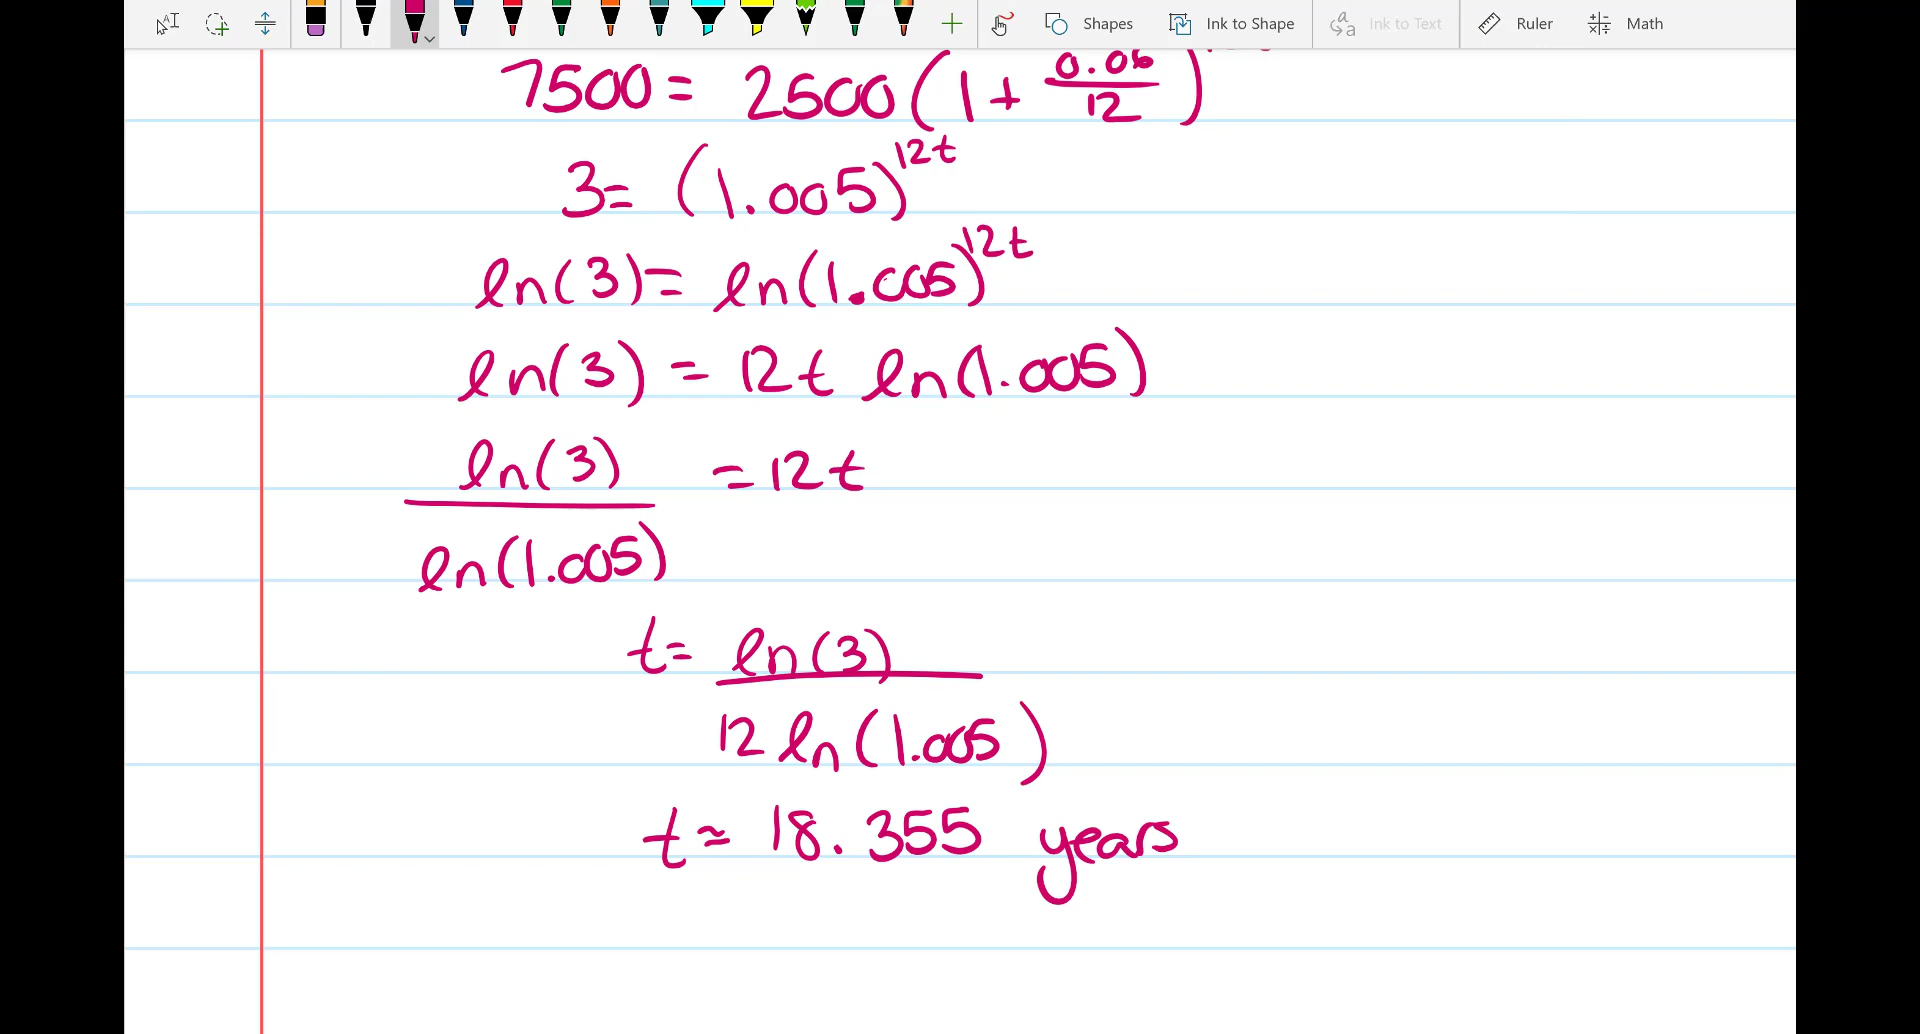 Shapes Ink to Shape Ink to Text Ruler Math
7500 = 2500 (1 + 0.06/12)
3 = (1.005)^12t
ln(3) = ln(1.005)^12t
ln(3) = 12t ln(1.005)
ln(3)/ln(1.005) = 12t
t = ln(3)/12 ln(1.005)
t ≈ 18.355 years